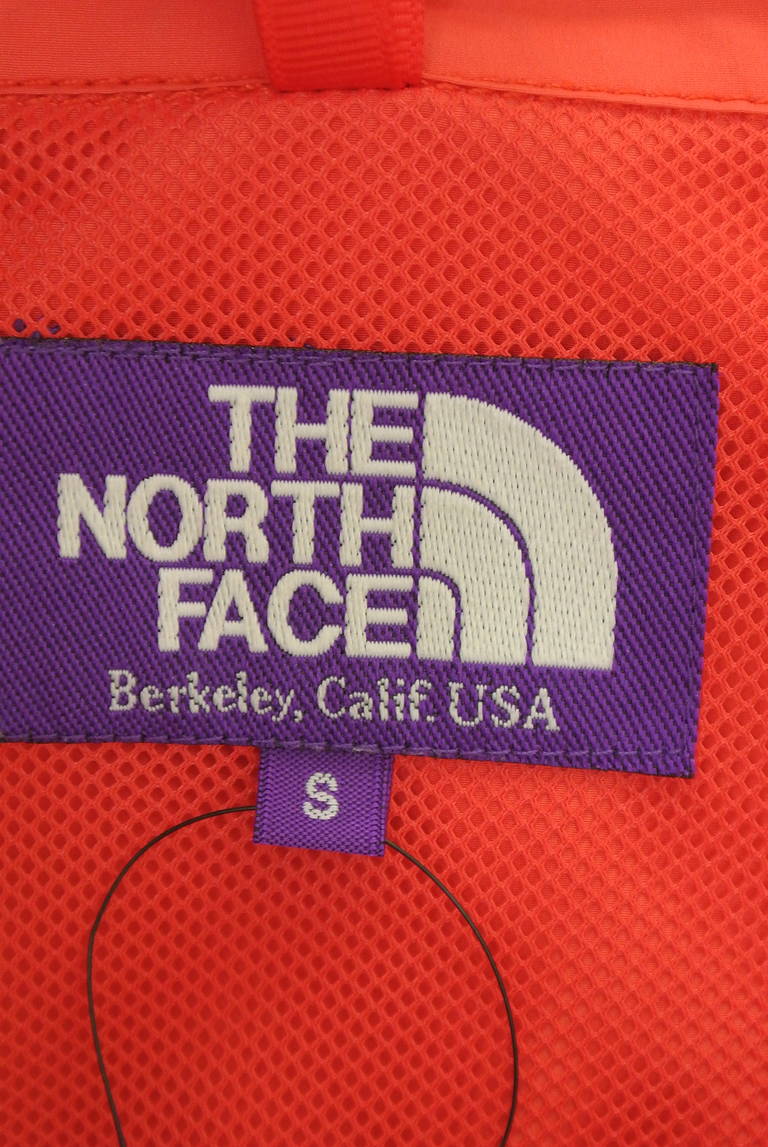 THE
NORTH
FACE
Berkeley, Calif. USA
S